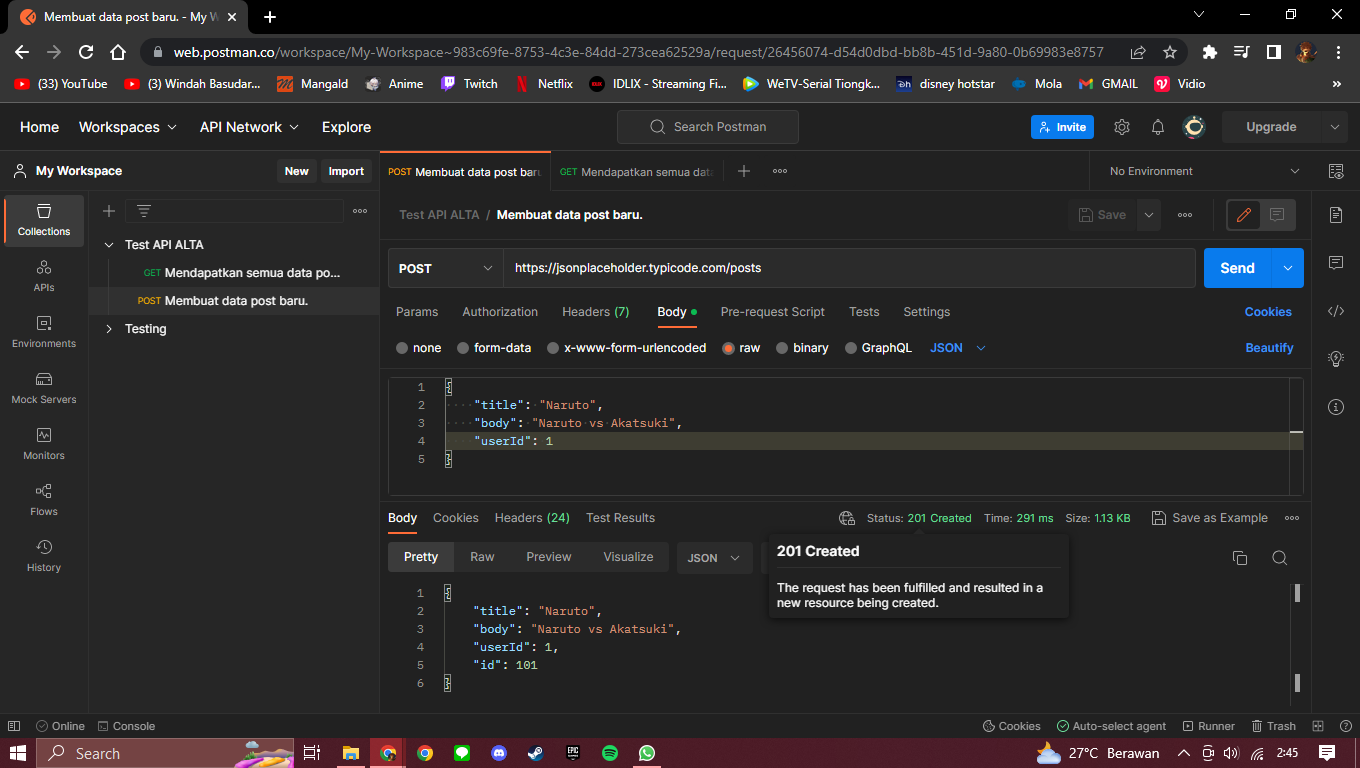 Membuat data post baru. - My W
web.postman.co/workspace/My-Workspace~983c69fe-8753-4c3e-84dd-273cea62529a/request/26456074-d54d0dbd-bb8b-451d-9a80-0b69983e8757
(33) YouTube (3) Windah Basudar... Mangald Anime Twitch Netflix IDLIX - Streaming Fi... WeTV-Serial Tiongk... disney hotstar Mola GMAIL Vidio »
Home Workspaces API Network Explore Search Postman Invite Upgrade
My Workspace New Import POST Membuat data post baru GET Mendapatkan semua data No Environment
Test API ALTA / Membuat data post baru. Save
Collections
APIs
Environments
Mock Servers
Monitors
Flows
History
Test API ALTA
GET Mendapatkan semua data po...
POST Membuat data post baru.
Testing
POST https://jsonplaceholder.typicode.com/posts Send
Params Authorization Headers (7) Body Pre-request Script Tests Settings Cookies
none form-data x-www-form-urlencoded raw binary GraphQL JSON Beautify
1 {
2 "title": "Naruto",
3 "body": "Naruto vs Akatsuki",
4 "userId": 1
5 }
Body Cookies Headers (24) Test Results Status: 201 Created Time: 291 ms Size: 1.13 KB Save as Example
Pretty Raw Preview Visualize JSON
201 Created
The request has been fulfilled and resulted in a
new resource being created.
1 {
2 "title": "Naruto",
3 "body": "Naruto vs Akatsuki",
4 "userId": 1,
5 "id": 101
6 }
Online Console Cookies Auto-select agent Runner Trash
Search 27°C Berawan 2:45